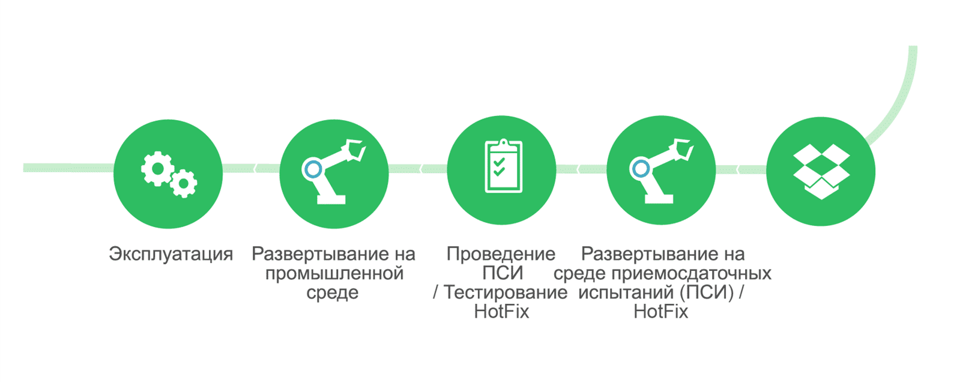 Эксплуатация
Развертывание на
промышленной
среде
Проведение
ПСИ
/ Тестирование
HotFix
Развертывание на
среде приемосдаточных
испытаний (ПСИ) /
HotFix